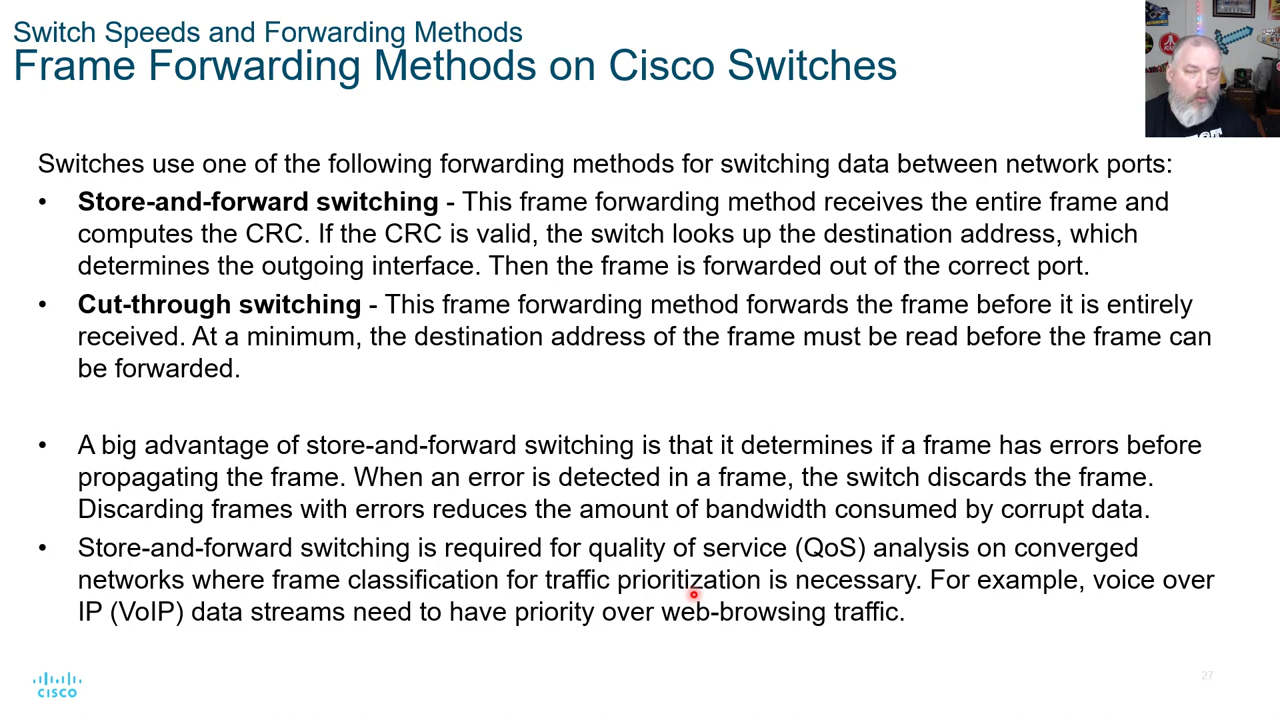 Switch Speeds and Forwarding Methods
Frame Forwarding Methods on Cisco Switches
Switches use one of the following forwarding methods for switching data between network ports:
• Store-and-forward switching - This frame forwarding method receives the entire frame and
computes the CRC. If the CRC is valid, the switch looks up the destination address, which
determines the outgoing interface. Then the frame is forwarded out of the correct port.
• Cut-through switching - This frame forwarding method forwards the frame before it is entirely
received. At a minimum, the destination address of the frame must be read before the frame can
be forwarded.
• A big advantage of store-and-forward switching is that it determines if a frame has errors before
propagating the frame. When an error is detected in a frame, the switch discards the frame.
Discarding frames with errors reduces the amount of bandwidth consumed by corrupt data.
• Store-and-forward switching is required for quality of service (QoS) analysis on converged
networks where frame classification for traffic prioritization is necessary. For example, voice over
IP (VoIP) data streams need to have priority over web-browsing traffic.
CISCO
27